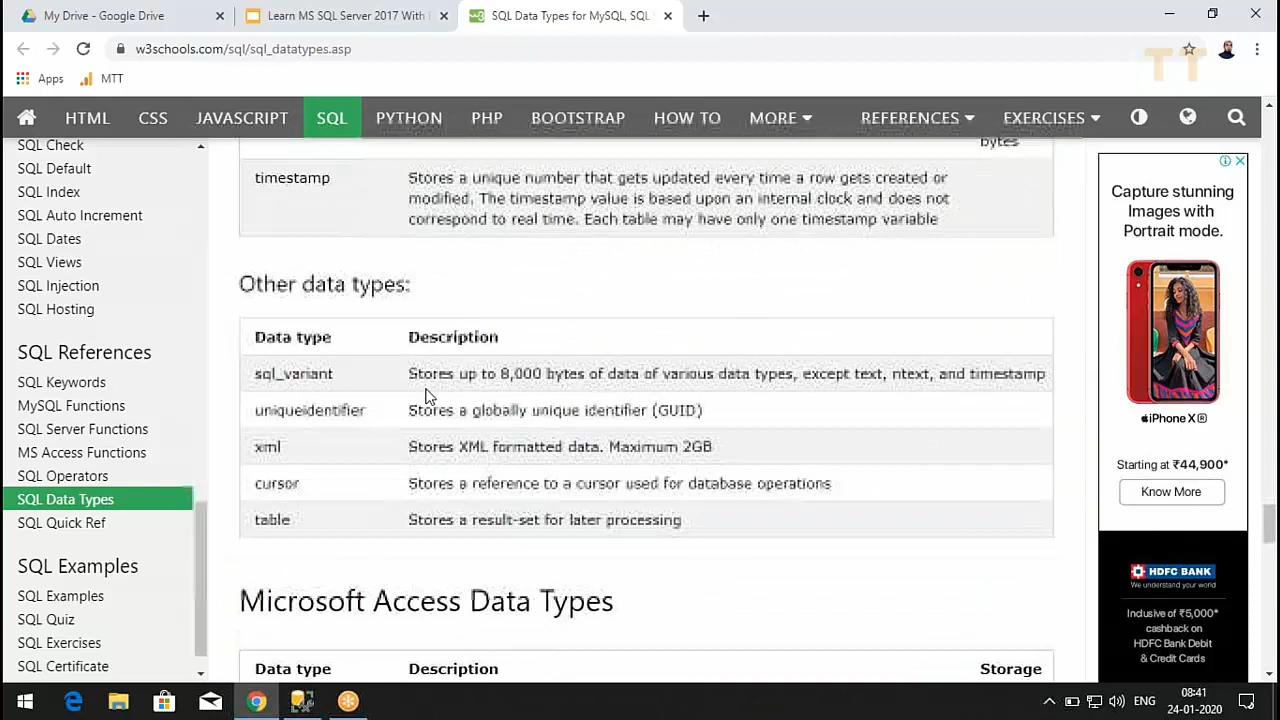 My Drive - Google Drive
Learn MS SQL Server 2017 With
SQL Data Types for MySQL, SQL
w3schools.com/sql/sql_datatypes.asp
TT
Apps
MTT
HTML
CSS
JAVASCRIPT
SQL
PYTHON
PHP
BOOTSTRAP
HOW TO
MORE
REFERENCES
EXERCISES
SQL Check
SQL Default
SQL Index
SQL Auto Increment
SQL Dates
SQL Views
SQL Injection
SQL Hosting
SQL References
SQL Keywords
MySQL Functions
SQL Server Functions
MS Access Functions
SQL Operators
SQL Data Types
SQL Quick Ref
SQL Examples
SQL Examples
SQL Quiz
SQL Exercises
SQL Certificate
bytes
timestamp
Stores a unique number that gets updated every time a row gets created or
modified. The timestamp value is based upon an internal clock and does not
correspond to real time. Each table may have only one timestamp variable
Other data types:
Data type Description
sql_variant Stores up to 8,000 bytes of data of various data types, except text, ntext, and timestamp
uniqueidentifier Stores a globally unique identifier (GUID)
xml Stores XML formatted data. Maximum 2GB
cursor Stores a reference to a cursor used for database operations
table Stores a result-set for later processing
Microsoft Access Data Types
Data type Description Storage
Capture stunning
Images with
Portrait mode.
iPhone XR
Starting at ₹44,900*
Know More
HDFC BANK
We understand your world
Inclusive of ₹5,000*
cashback on
HDFC Bank Debit
& Credit Cards
ENG
08:41
24-01-2020